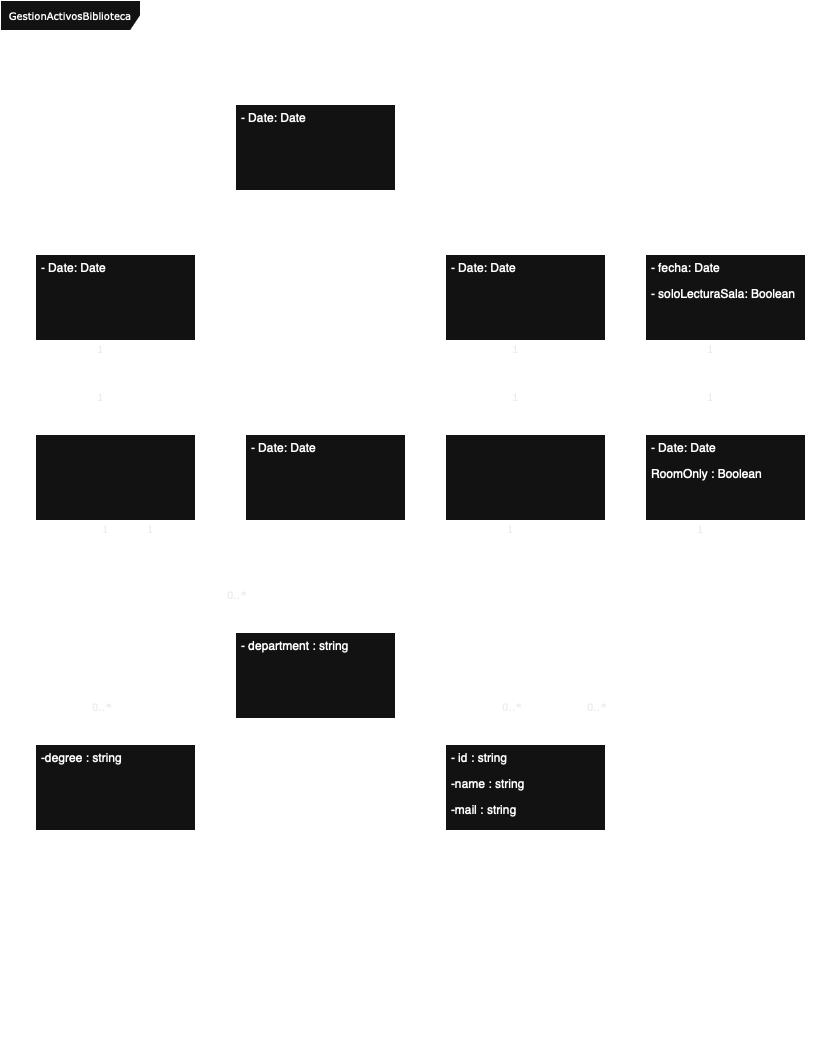 GestionActivosBiblioteca
- Date: Date
- Date: Date
- Date: Date
- fecha: Date
- soloLecturaSala: Boolean
1
1
1
1
1
1
- Date: Date
- Date: Date
RoomOnly : Boolean
1
1
1
1
0..*
- department : string
0..*
0..*
0..*
-degree : string
- id : string
-name : string
-mail : string